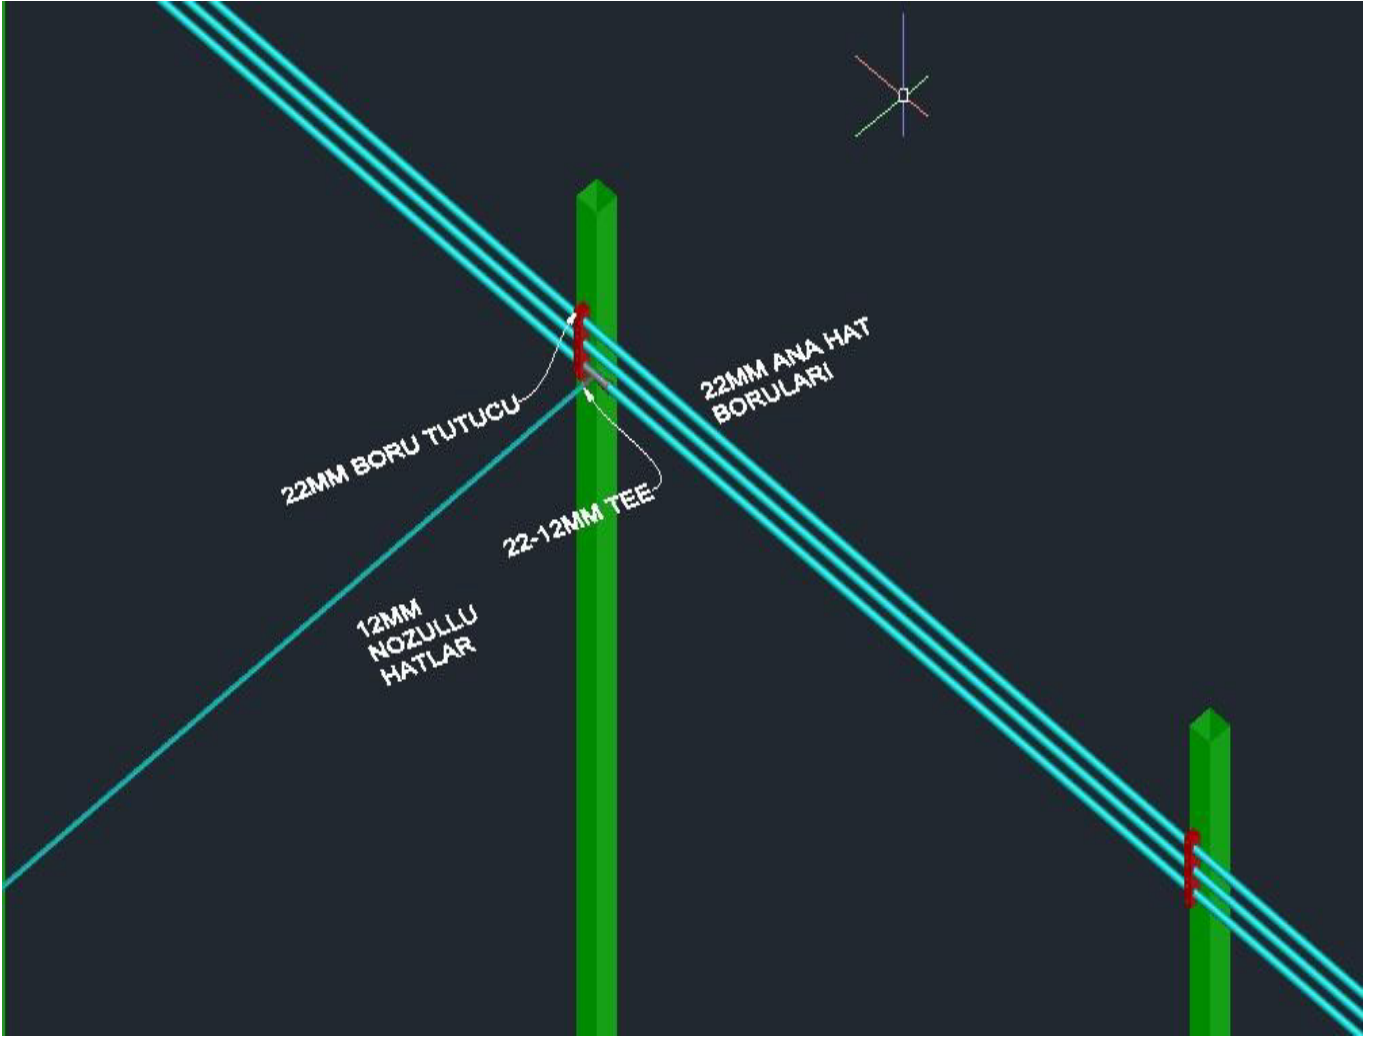 22MM ANA HAT
BORULARI
22MM BORU TUTUCU
22-12MM TEE
12MM
NOZULLU
HATLAR